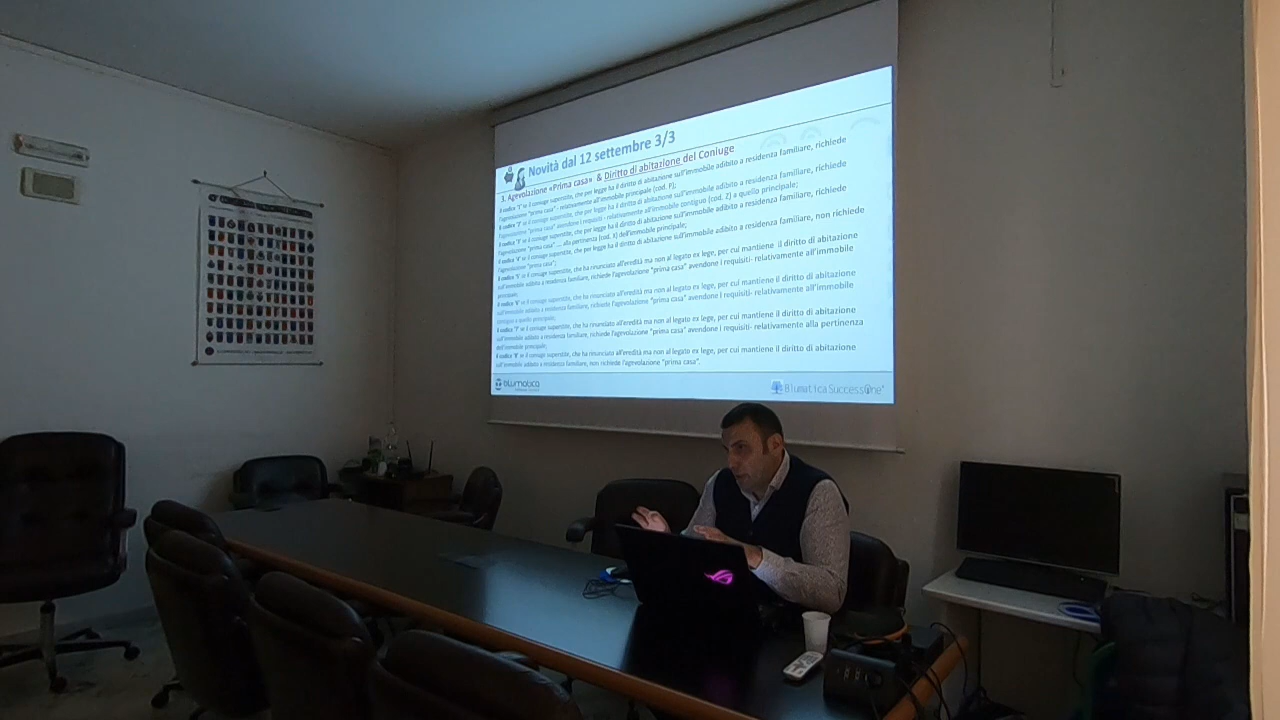 Novità dal 12 settembre 3/3
3. Agevolazione «Prima casa» & Diritto di abitazione del Coniuge
il codice '1' se il coniuge superstite, che per legge ha il diritto di abitazione sull'immobile adibito a residenza familiare, richiede
l'agevolazione "prima casa" - relativamente all'immobile principale (cod. P);
il codice '2' se il coniuge superstite, che per legge ha il diritto di abitazione sull'immobile adibito a residenza familiare, richiede
l'agevolazione "prima casa" avendone i requisiti - relativamente all'immobile contiguo (cod. Z) a quello principale;
il codice '3' se il coniuge superstite, che per legge ha il diritto di abitazione sull'immobile adibito a residenza familiare, richiede
l'agevolazione "prima casa" ... alla pertinenza (cod. X) dell'immobile principale;
il codice '4' se il coniuge superstite, che per legge ha il diritto di abitazione sull'immobile adibito a residenza familiare, non richiede
l'agevolazione "prima casa";
il codice '5' se il coniuge superstite, che ha rinunciato all'eredità ma non al legato ex lege, per cui mantiene il diritto di abitazione
sull'immobile adibito a residenza familiare, richiede l'agevolazione "prima casa" avendone i requisiti- relativamente all'immobile
principale;
il codice '6' se il coniuge superstite, che ha rinunciato all'eredità ma non al legato ex lege, per cui mantiene il diritto di abitazione
sull'immobile adibito a residenza familiare, richiede l'agevolazione "prima casa" avendone i requisiti- relativamente all'immobile
contiguo a quello principale;
il codice '7' se il coniuge superstite, che ha rinunciato all'eredità ma non al legato ex lege, per cui mantiene il diritto di abitazione
sull'immobile adibito a residenza familiare, richiede l'agevolazione "prima casa" avendone i requisiti- relativamente alla pertinenza
dell'immobile principale;
il codice '8' se il coniuge superstite, che ha rinunciato all'eredità ma non al legato ex lege, per cui mantiene il diritto di abitazione
sull'immobile adibito a residenza familiare, non richiede l'agevolazione "prima casa".
blumatica
Blumatica SuccessOne